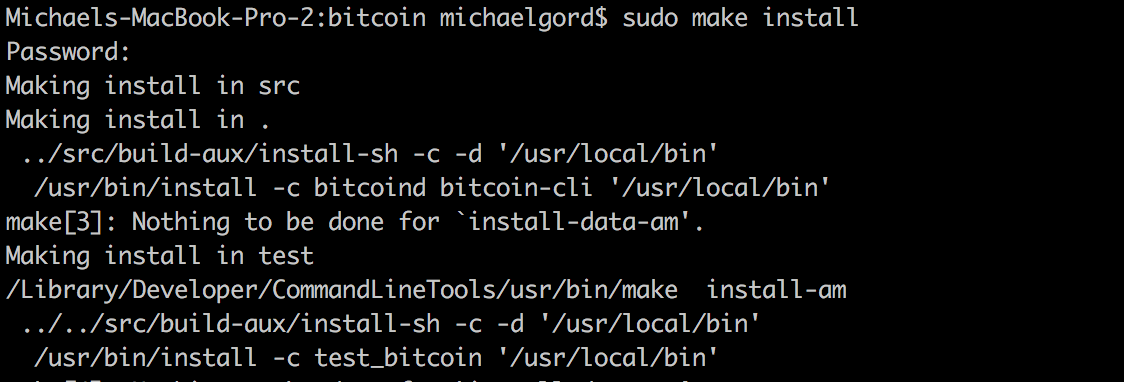 Michaels-MacBook-Pro-2:bitcoin michaelgord$ sudo make install
Password:
Making install in src
Making install in .
 ../src/build-aux/install-sh -c -d '/usr/local/bin'
  /usr/bin/install -c bitcoind bitcoin-cli '/usr/local/bin'
make[3]: Nothing to be done for `install-data-am'.
Making install in test
/Library/Developer/CommandLineTools/usr/bin/make  install-am
 ../../src/build-aux/install-sh -c -d '/usr/local/bin'
  /usr/bin/install -c test_bitcoin '/usr/local/bin'